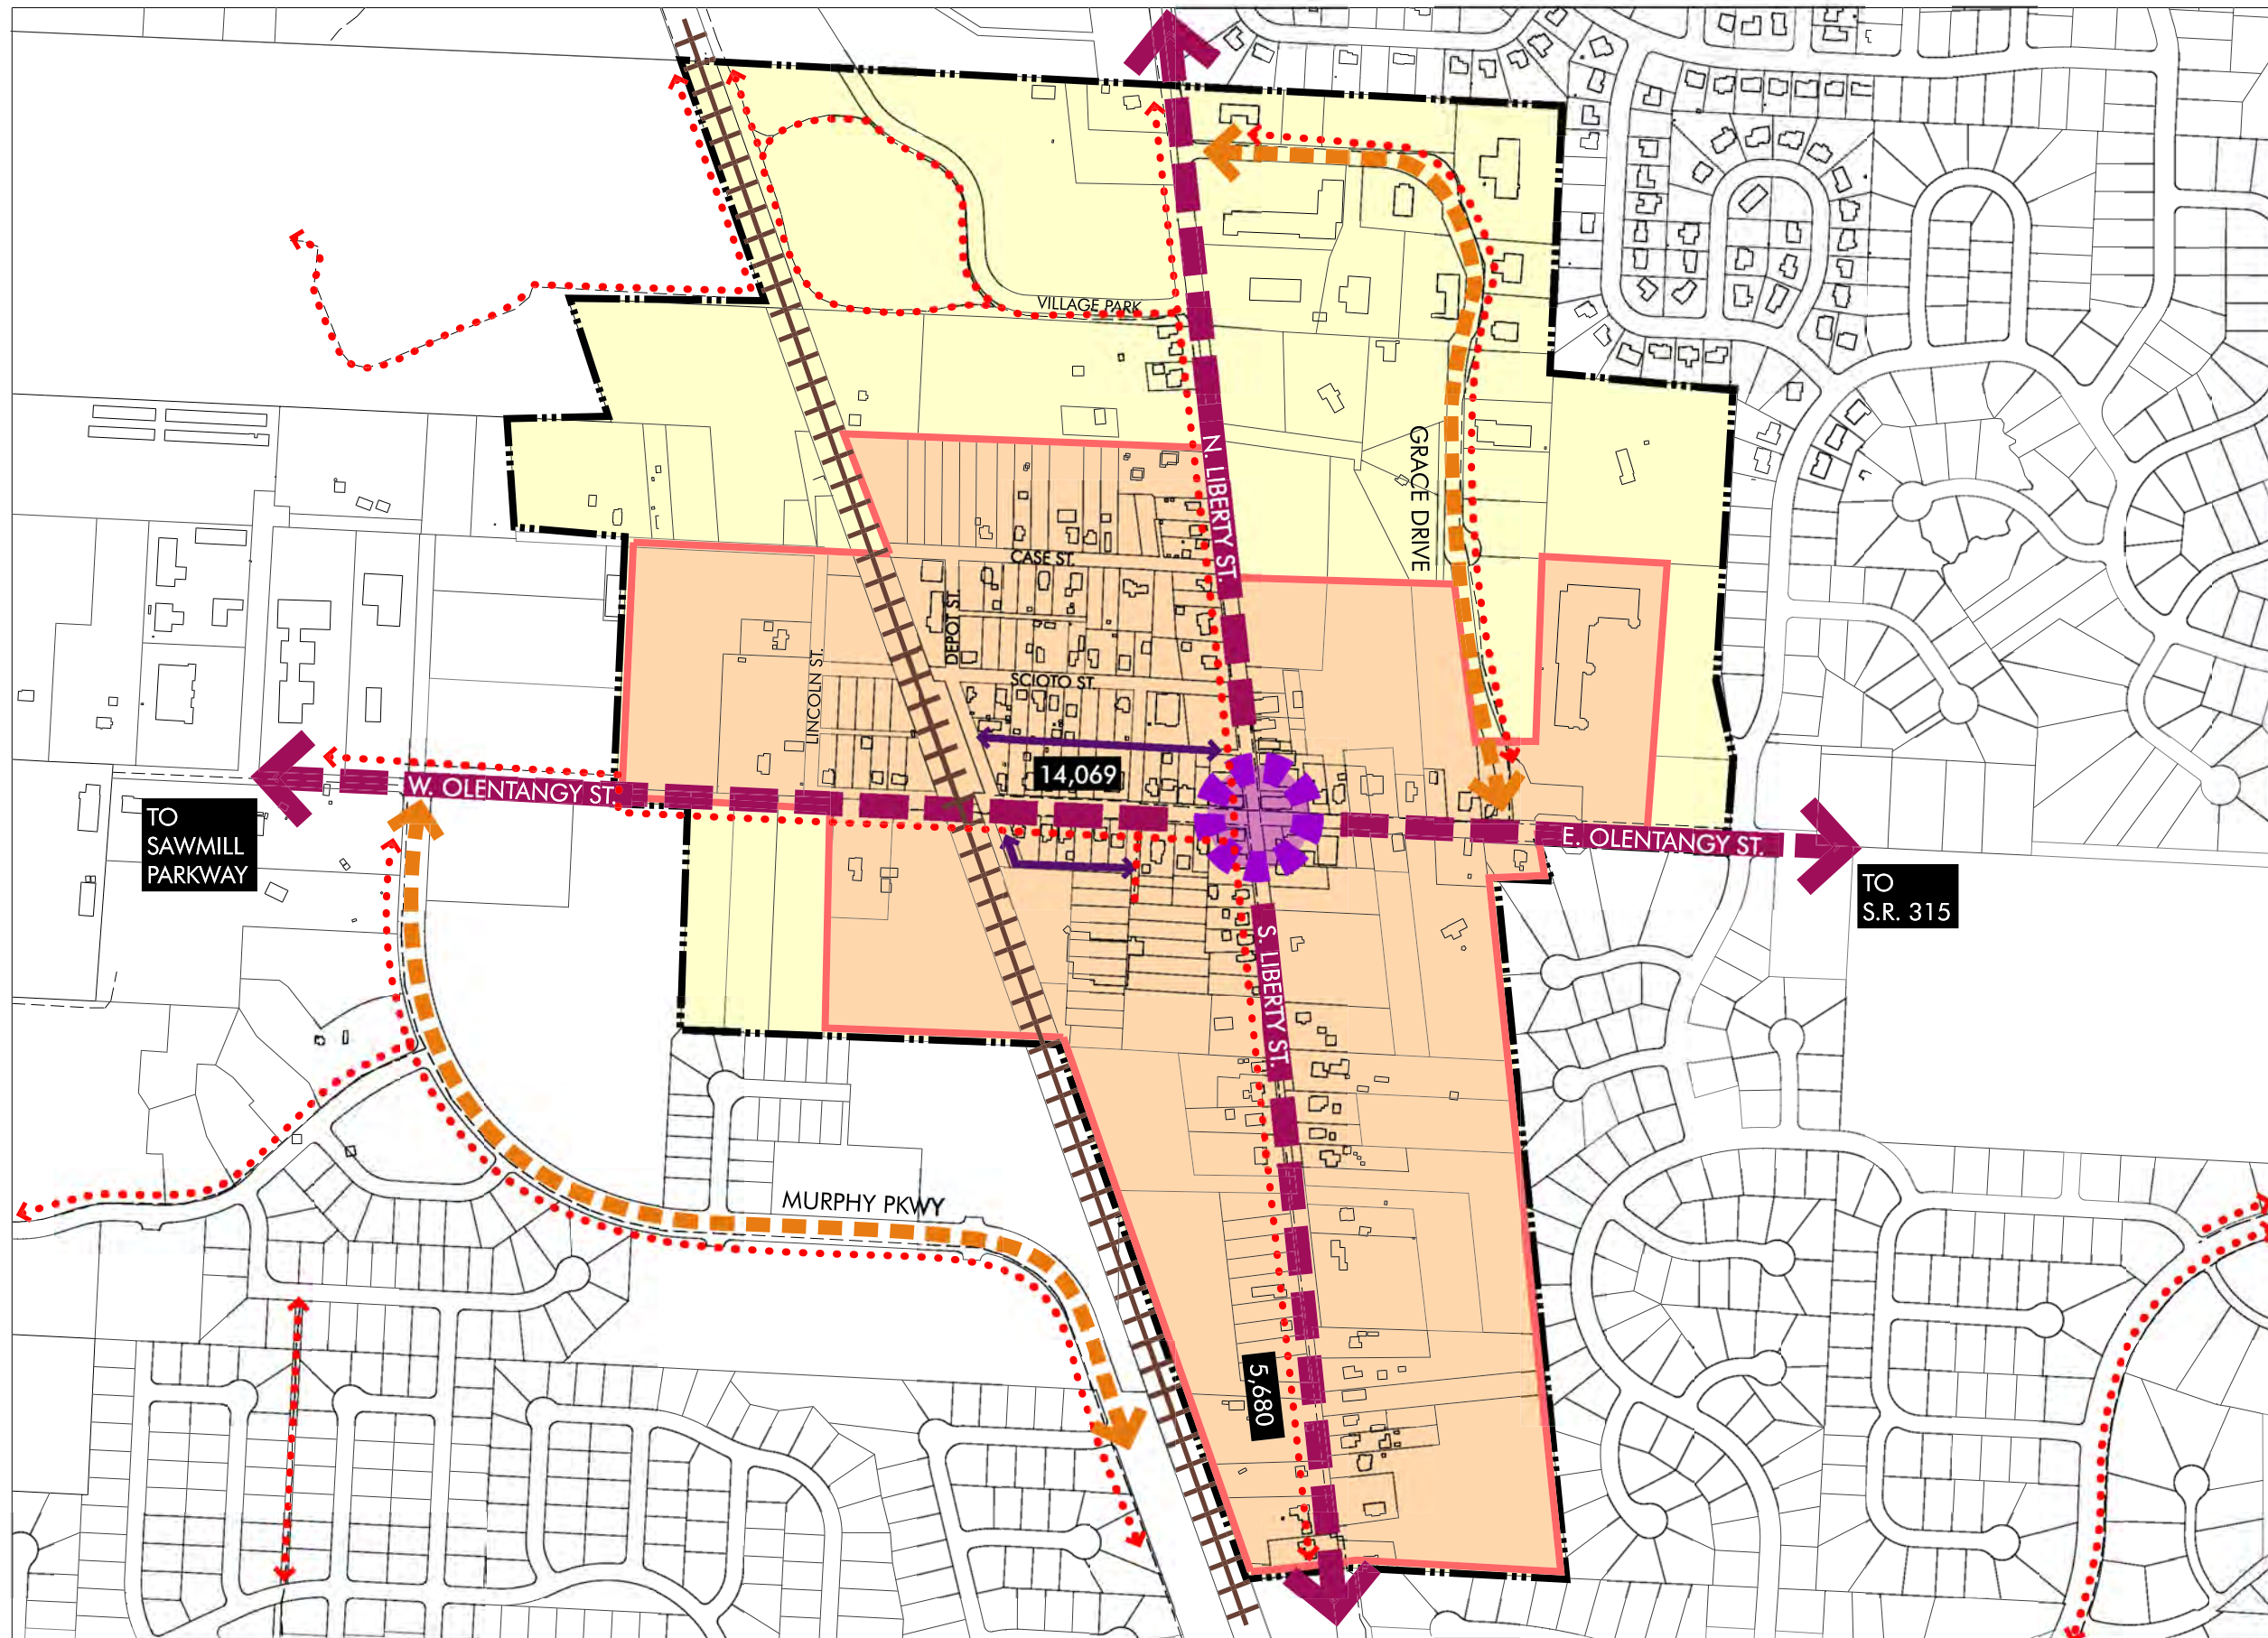 VILLAGE PARK
N. LIBERTY ST.
GRACE DRIVE
CASE ST.
DEPOT ST.
LINCOLN ST.
SCIOTO ST.
14,069
W. OLENTANGY ST.
TO
SAWMILL
PARKWAY
E. OLENTANGY ST.
TO
S.R. 315
S. LIBERTY ST.
MURPHY PKWY
5,680